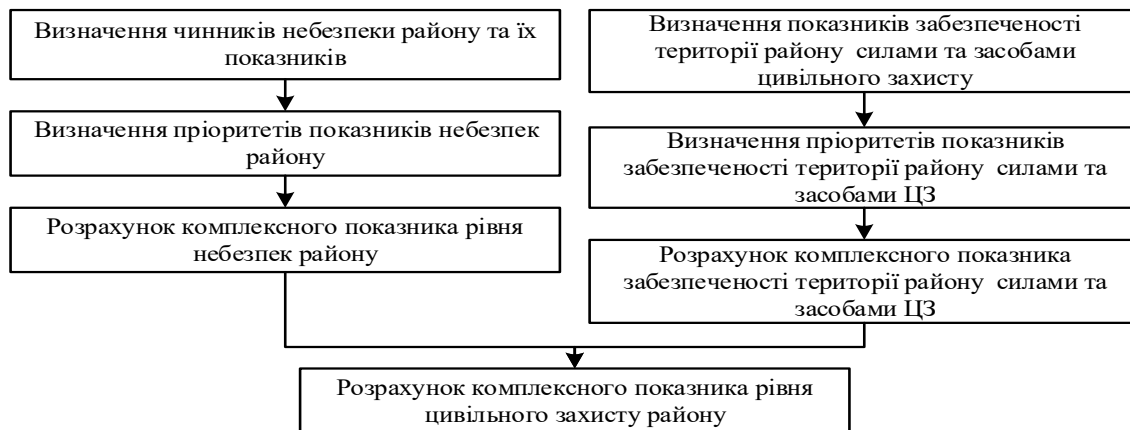 Визначення чинників небезпеки району та їх
показників
Визначення пріоритетів показників небезпек
району
Розрахунок комплексного показника рівня
небезпек району
Визначення показників забезпеченості
території району силами та засобами
цивільного захисту
Визначення пріоритетів показників
забезпеченості території району силами та
засобами ЦЗ
Розрахунок комплексного показника
забезпеченості території району силами та
засобами ЦЗ
Розрахунок комплексного показника рівня
цивільного захисту району